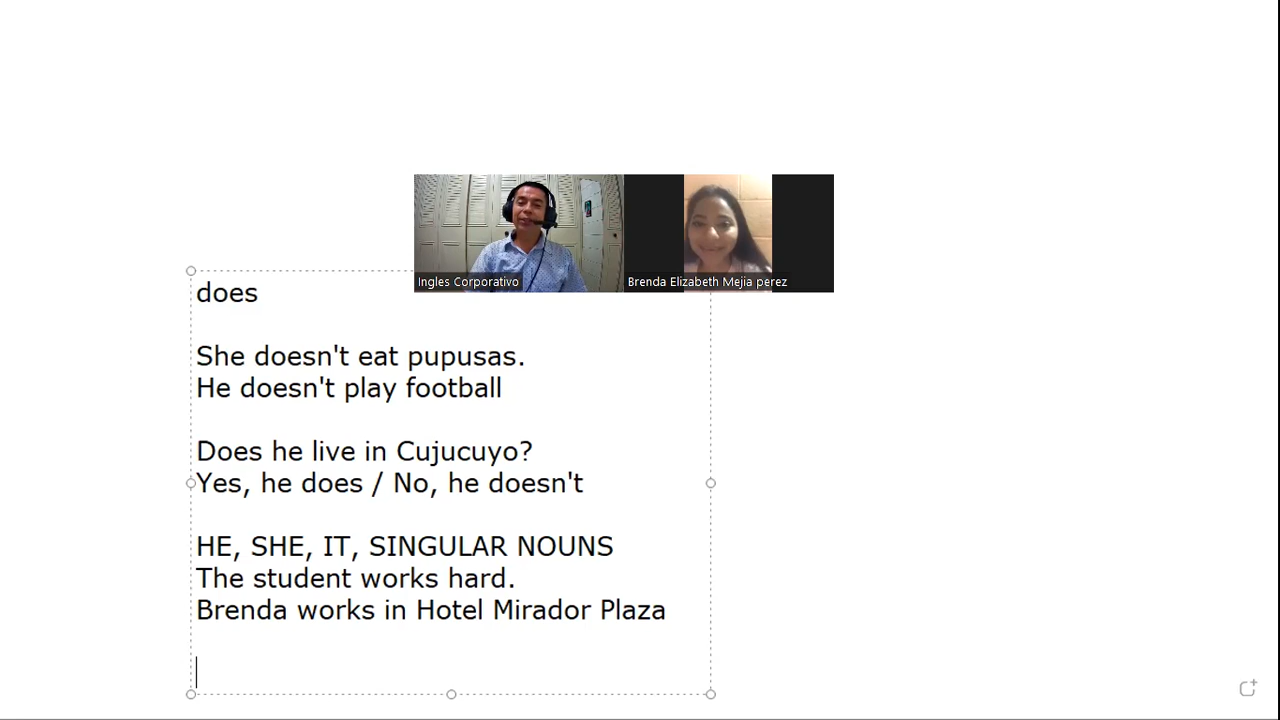 Ingles Corporativo
Brenda Elizabeth Mejia perez
does
She doesn't eat pupusas.
He doesn't play football
Does he live in Cujucuyo?
Yes, he does / No, he doesn't
HE, SHE, IT, SINGULAR NOUNS
The student works hard.
Brenda works in Hotel Mirador Plaza